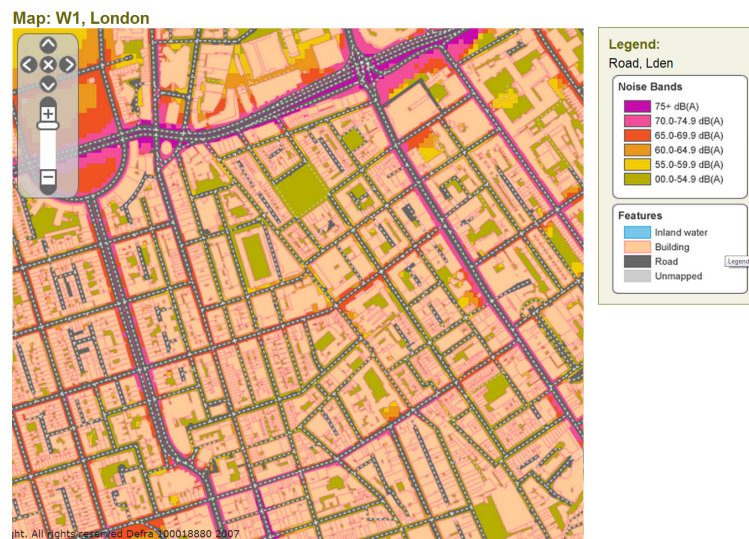 Map: W1, London
Legend:
Road, Lden
Noise Bands
75+ dB(A)
70.0-74.9 dB(A)
65.0-69.9 dB(A)
60.0-64.9 dB(A)
55.0-59.9 dB(A)
00.0-54.9 dB(A)
Features
Inland water
Building
Road
Legend
Unmapped
ht. All rights reserved Defra 100018880 2007